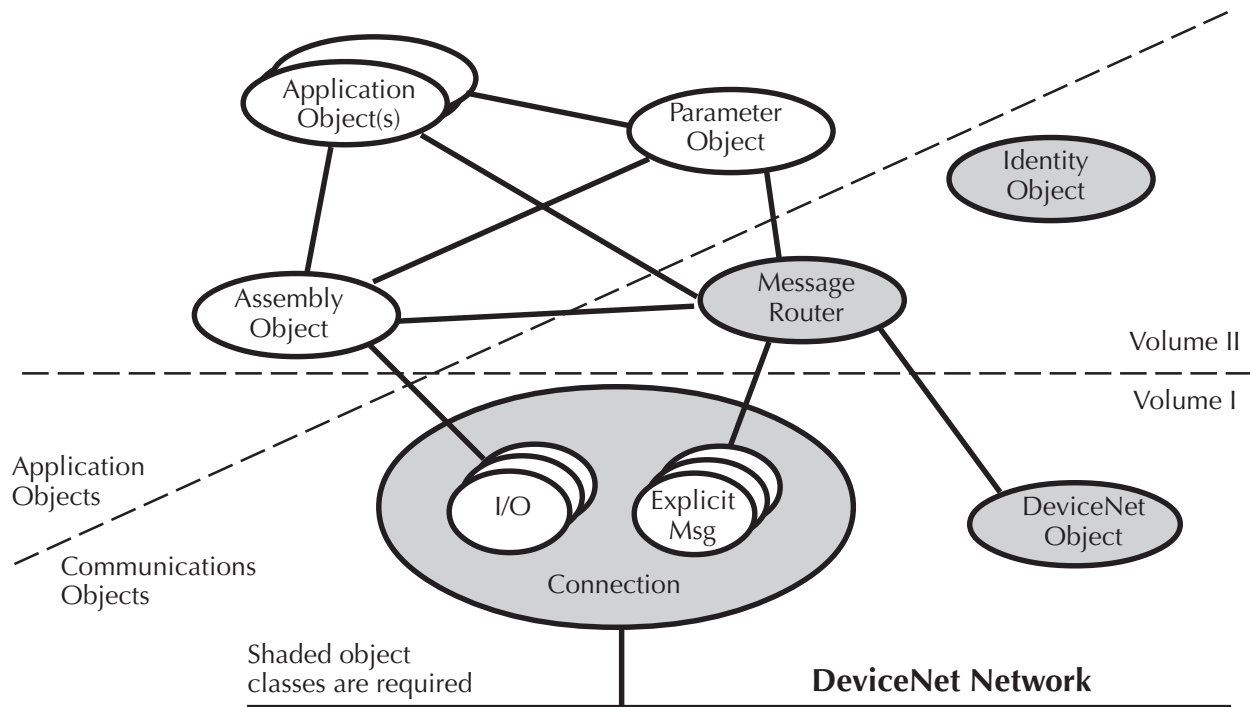 Application
Object(s)
Parameter
Object
Identity
Object
Assembly
Object
Message
Router
Volume II
Volume I
Application
Objects
I/O
Explicit
Msg
DeviceNet
Object
Communications
Objects
Connection
Shaded object
classes are required
DeviceNet Network